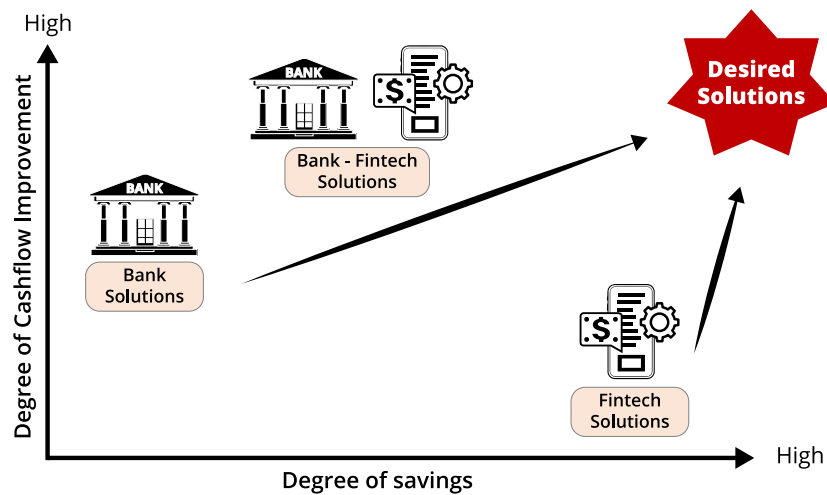 High
Degree of Cashflow Improvement
BANK
$
Bank - Fintech
Solutions
Desired
Solutions
BANK
Bank
Solutions
$
Fintech
Solutions
High
Degree of savings